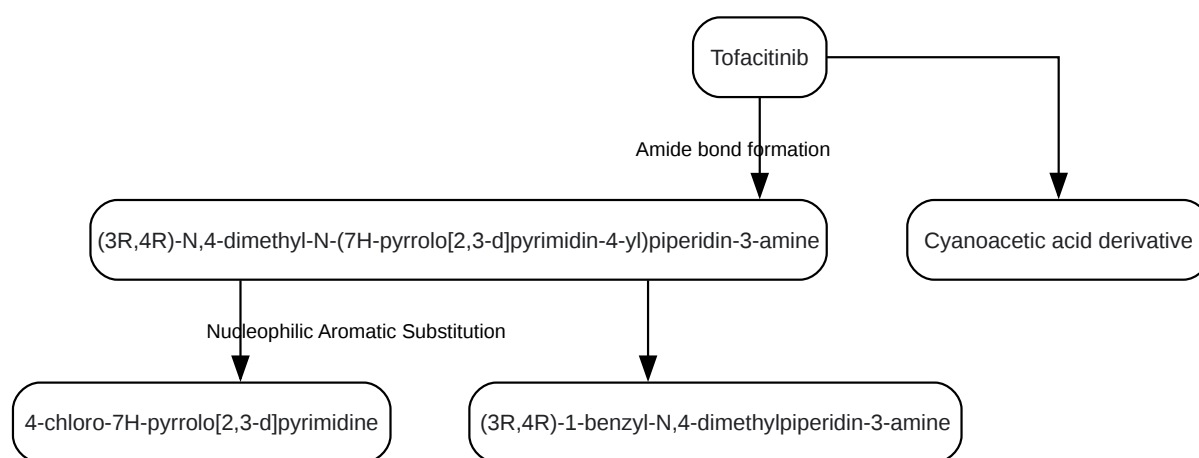 Tofacitinib
Amide bond formation
(3R,4R)-N,4-dimethyl-N-(7H-pyrrolo[2,3-d]pyrimidin-4-yl)piperidin-3-amine
Cyanoacetic acid derivative
Nucleophilic Aromatic Substitution
4-chloro-7H-pyrrolo[2,3-d]pyrimidine
(3R,4R)-1-benzyl-N,4-dimethylpiperidin-3-amine